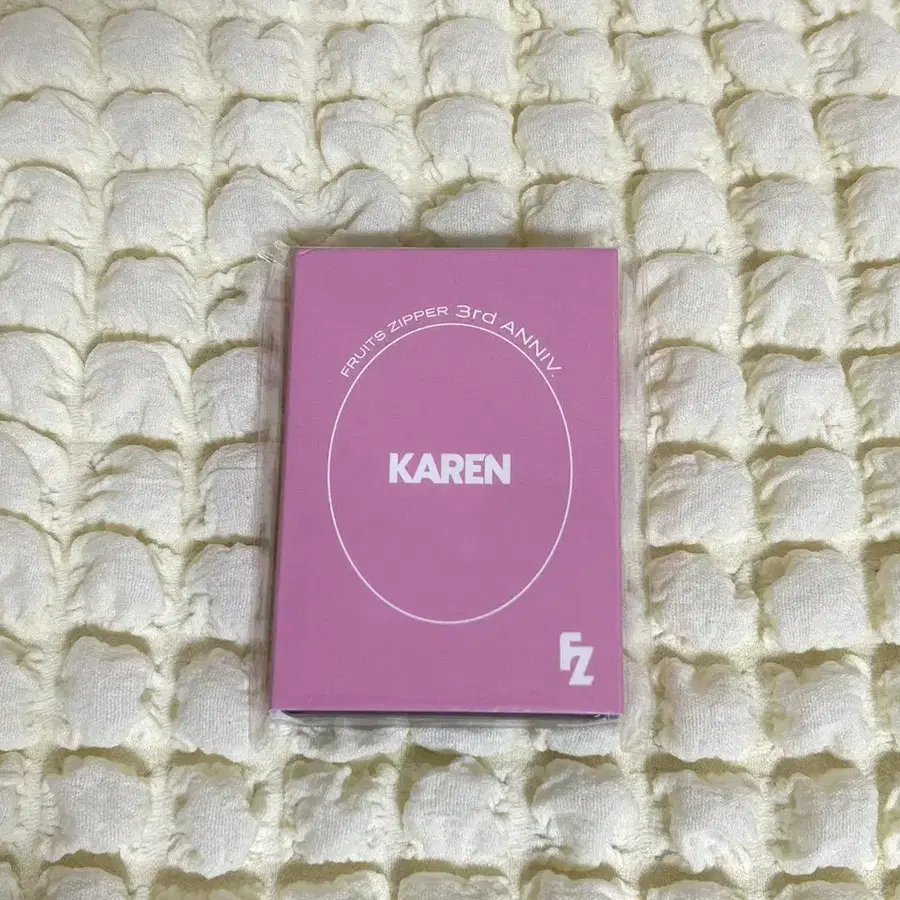 FRUITS ZIPPER 3rd ANNIV.
KAREN
FZ